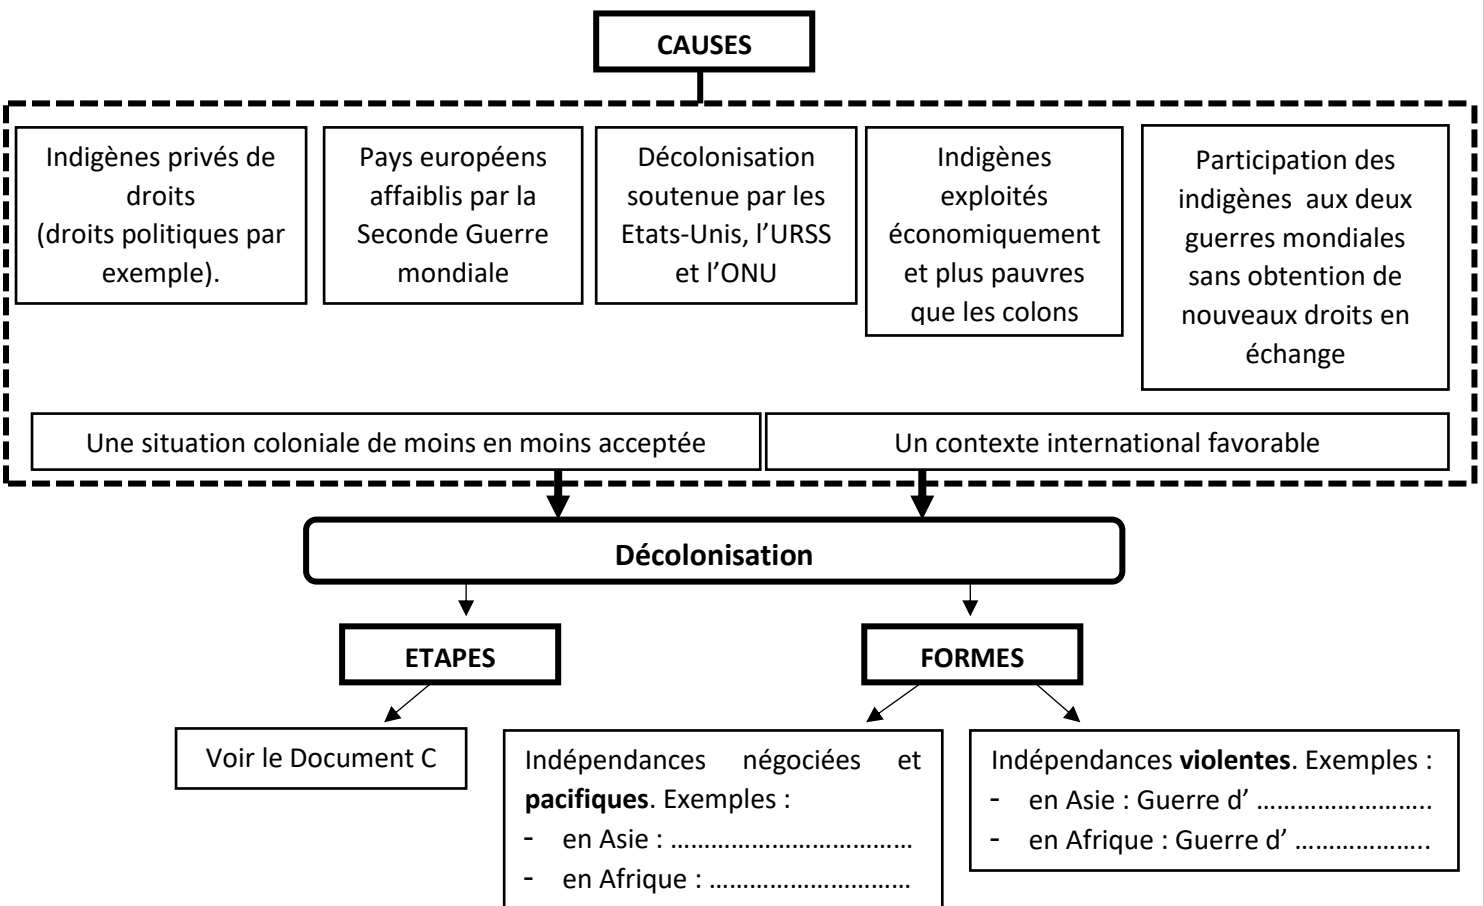 CAUSES
Indigènes privés de
droits
(droits politiques par
exemple).
Pays européens
affaiblis par la
Seconde Guerre
mondiale
Décolonisation
soutenue par les
Etats-Unis, l’URSS
et l’ONU
Indigènes
exploités
économiquement
et plus pauvres
que les colons
Participation des
indigènes aux deux
guerres mondiales
sans obtention de
nouveaux droits en
échange
Une situation coloniale de moins en moins acceptée
Un contexte international favorable
Décolonisation
ETAPES
FORMES
Voir le Document C
Indépendances négociées et
pacifiques. Exemples :
- en Asie : ………………………………
- en Afrique : …………………………
Indépendances violentes. Exemples :
- en Asie : Guerre d’ ……………………..
- en Afrique : Guerre d’ ………………..